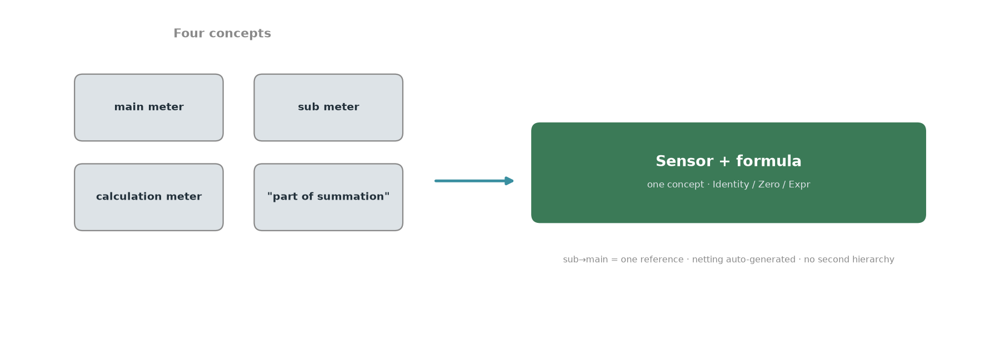 Four concepts
main meter
sub meter
calculation meter
"part of summation"
Sensor + formula
one concept · Identity / Zero / Expr
sub→main = one reference · netting auto-generated · no second hierarchy